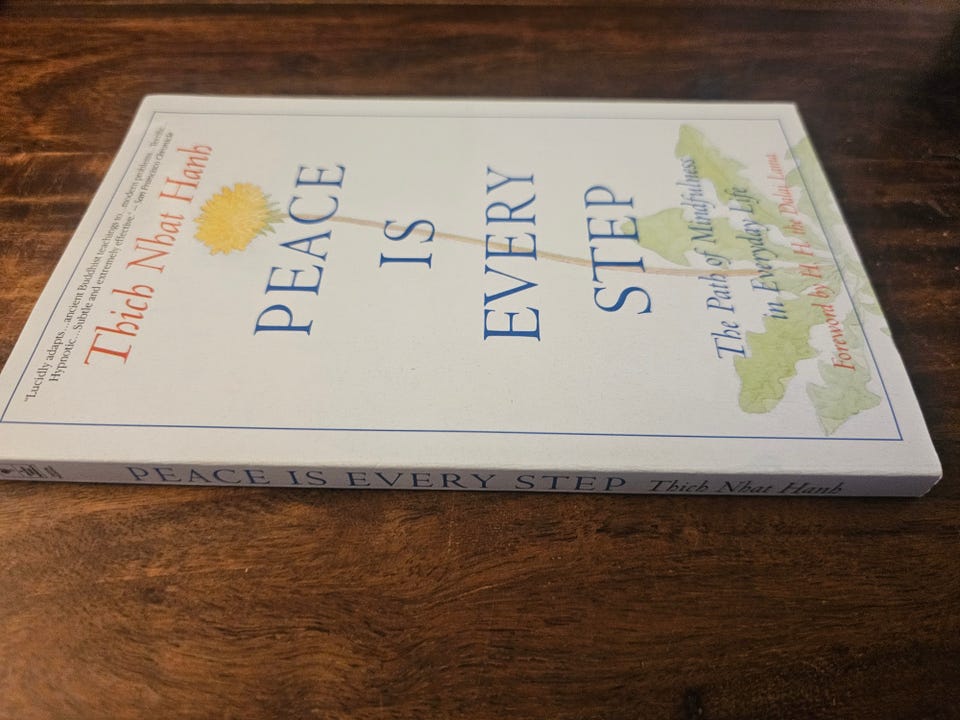 "Lucidly adapts...ancient Buddhist teachings to...modern problems...Terrific.
Hypnotic...Subtle and extremely effective." – San Francisco Chronicle
Thich Nhat Hanh
PEACE
IS
EVERY
STEP
The Path of Mindfulness
in Everyday Life
Foreword by H. H. the Dalai Lama
PEACE IS EVERY STEP Thich Nhat Hanh